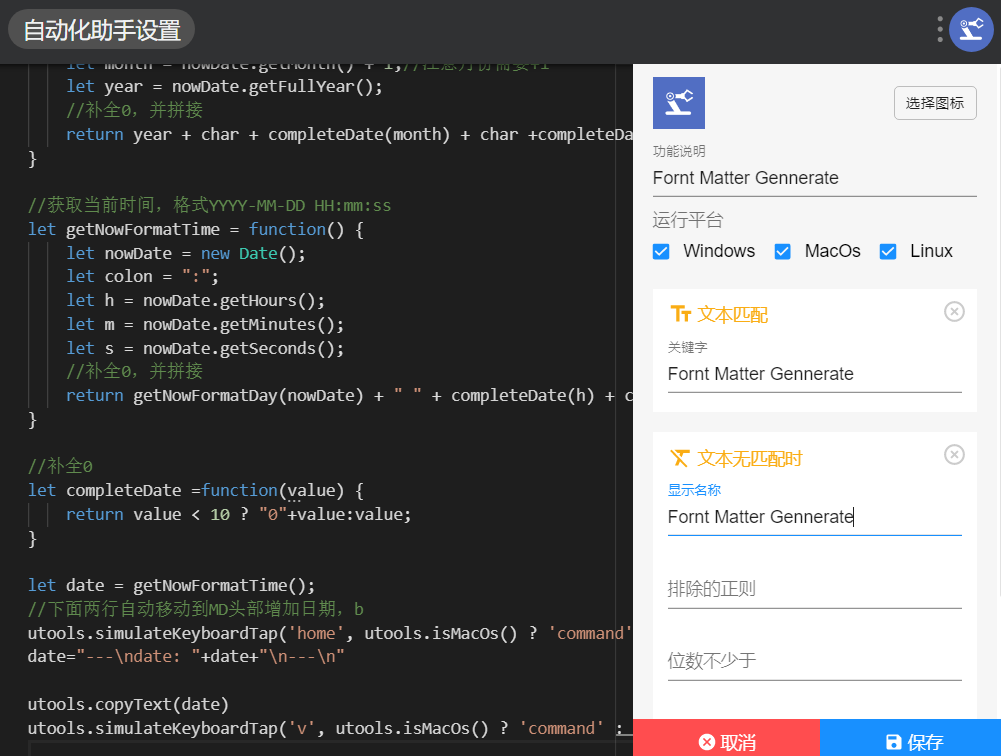 自动化助手设置
let month = nowDate.getMonth() + 1;//注意月份需要+1
let year = nowDate.getFullYear();
//补全0，并拼接
return year + char + completeDate(month) + char +completeDa
}
//获取当前时间，格式YYYY-MM-DD HH:mm:ss
let getNowFormatTime = function() {
let nowDate = new Date();
let colon = ":";
let h = nowDate.getHours();
let m = nowDate.getMinutes();
let s = nowDate.getSeconds();
//补全0，并拼接
return getNowFormatDay(nowDate) + " " + completeDate(h) + c
}
//补全0
let completeDate =function(value) {
return value < 10 ? "0"+value:value;
}
let date = getNowFormatTime();
//下面两行自动移动到MD头部增加日期，b
utools.simulateKeyboardTap('home', utools.isMacOs() ? 'command'
date="---\ndate: "+date+"\n---\n"
utools.copyText(date)
utools.simulateKeyboardTap('v', utools.isMacOs() ? 'command' :
选择图标
功能说明
Fornt Matter Gennerate
运行平台
Windows MacOs Linux
文本匹配
关键字
Fornt Matter Gennerate
文本无匹配时
显示名称
Fornt Matter Gennerate
排除的正则
位数不少于
取消 保存